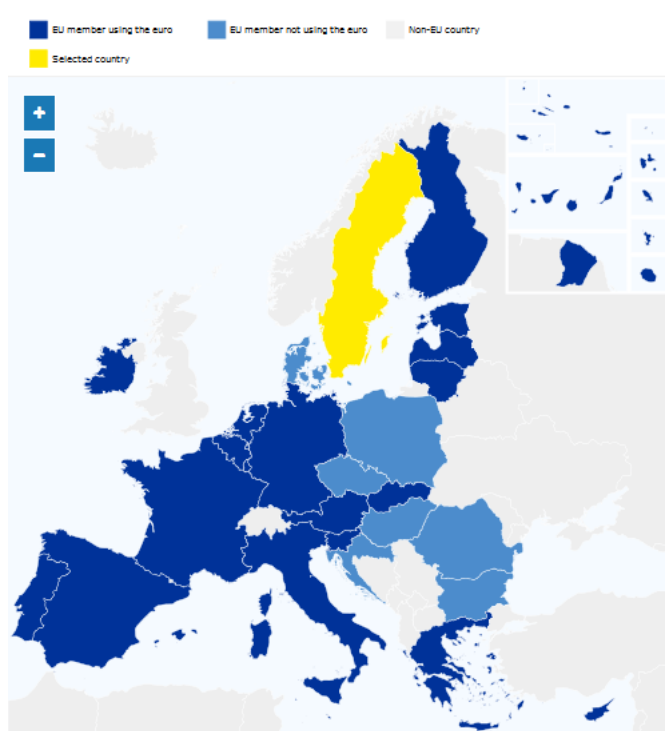 EU member using the euro
EU member not using the euro
Non-EU country
Selected country
+
−